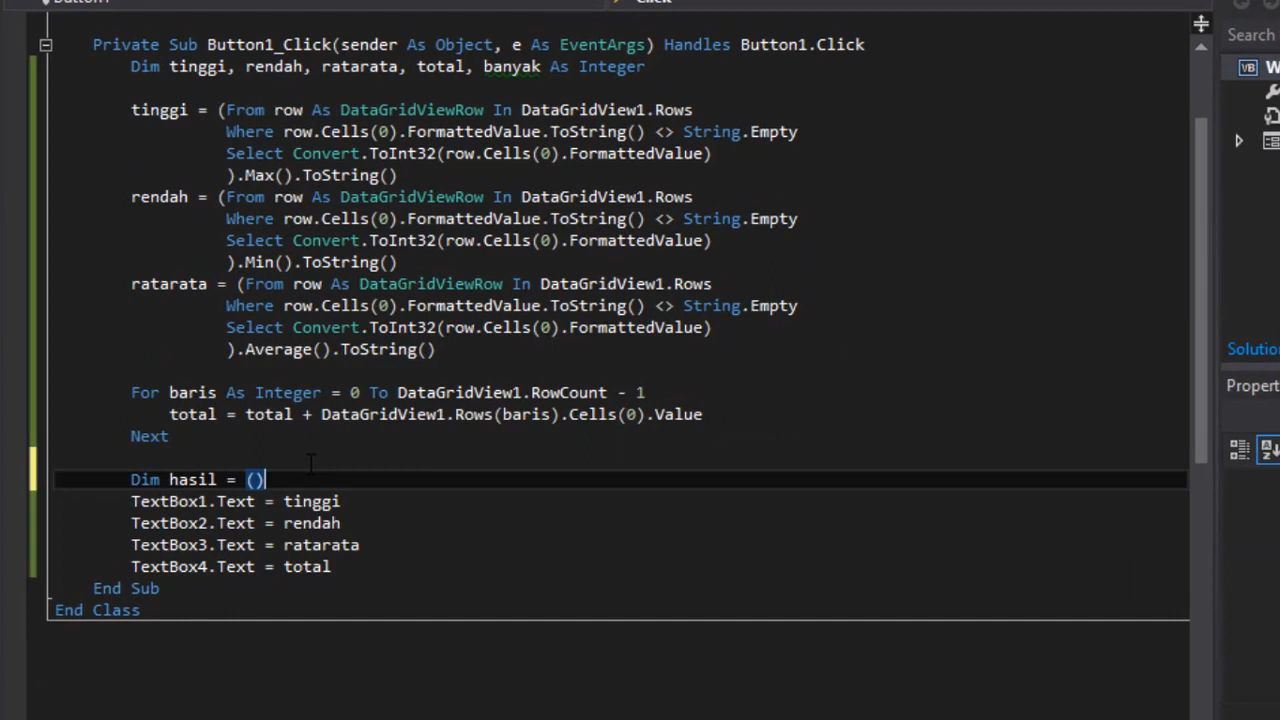 Private Sub Button1_Click(sender As Object, e As EventArgs) Handles Button1.Click
Dim tinggi, rendah, ratarata, total, banyak As Integer
tinggi = (From row As DataGridViewRow In DataGridView1.Rows
Where row.Cells(0).FormattedValue.ToString() <> String.Empty
Select Convert.ToInt32(row.Cells(0).FormattedValue)
).Max().ToString()
rendah = (From row As DataGridViewRow In DataGridView1.Rows
Where row.Cells(0).FormattedValue.ToString() <> String.Empty
Select Convert.ToInt32(row.Cells(0).FormattedValue)
).Min().ToString()
ratarata = (From row As DataGridViewRow In DataGridView1.Rows
Where row.Cells(0).FormattedValue.ToString() <> String.Empty
Select Convert.ToInt32(row.Cells(0).FormattedValue)
).Average().ToString()
For baris As Integer = 0 To DataGridView1.RowCount - 1
total = total + DataGridView1.Rows(baris).Cells(0).Value
Next
Dim hasil = ()
TextBox1.Text = tinggi
TextBox2.Text = rendah
TextBox3.Text = ratarata
TextBox4.Text = total
End Sub
End Class
Search
VB W
Solutio
Propert